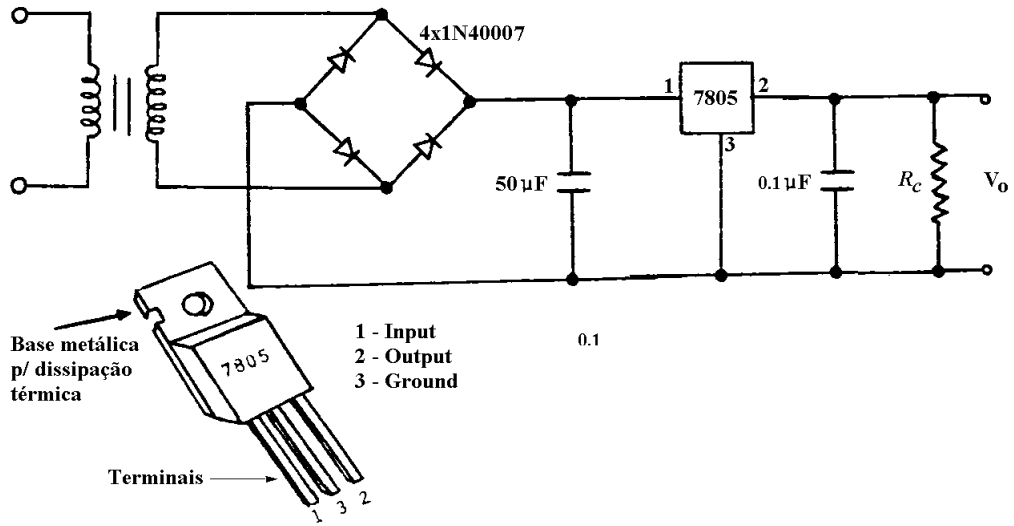 4x1N40007
1
7805
2
3
50 µF
0.1 µF
Rc
Vo
0.1
Base metálica
p/ dissipação
térmica
7805
1 - Input
2 - Output
3 - Ground
Terminais
1
3
2